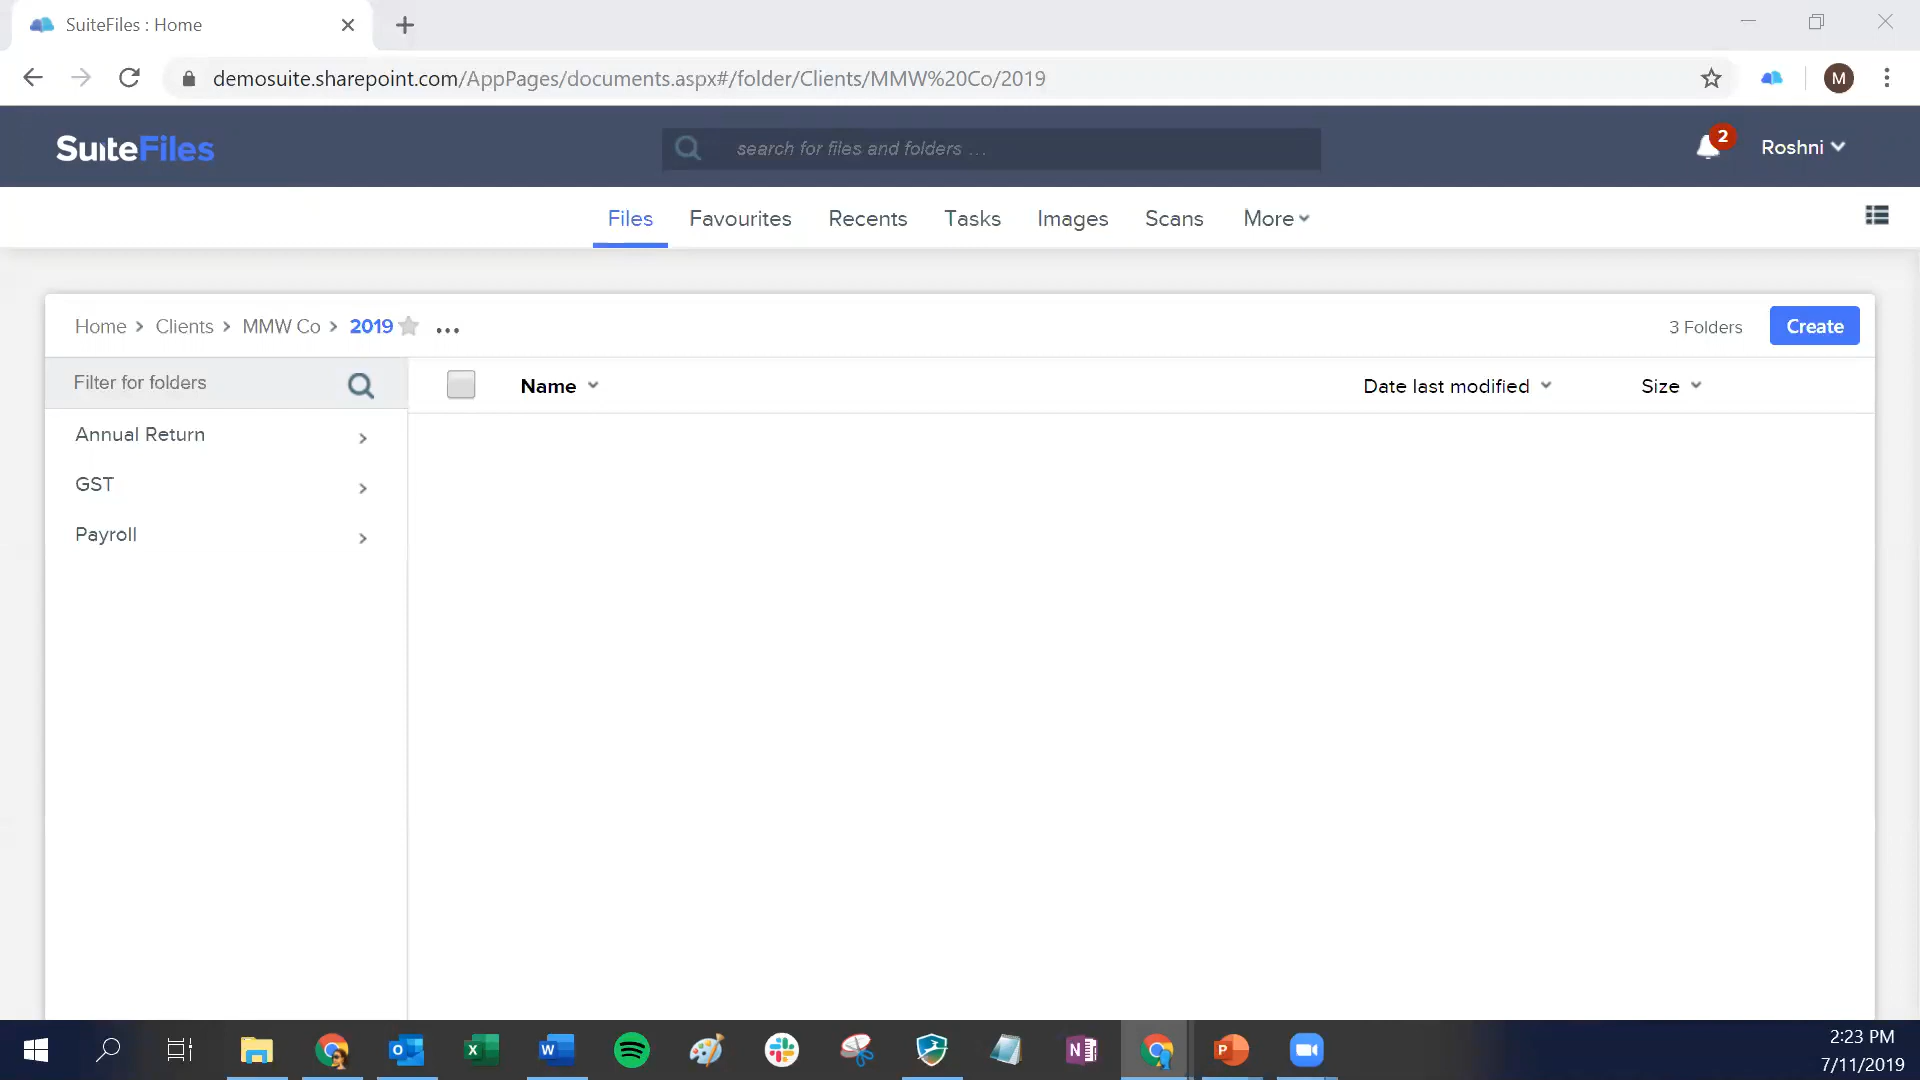 SuiteFiles : Home
demosuite.sharepoint.com/AppPages/documents.aspx#/folder/Clients/MMW%20Co/2019
M
SuiteFiles
search for files and folders ...
2
Roshni
Files
Favourites
Recents
Tasks
Images
Scans
More
Home > Clients > MMW Co > 2019 ...
3 Folders
Create
Filter for folders
Name
Date last modified
Size
Annual Return
GST
Payroll
2:23 PM
7/11/2019